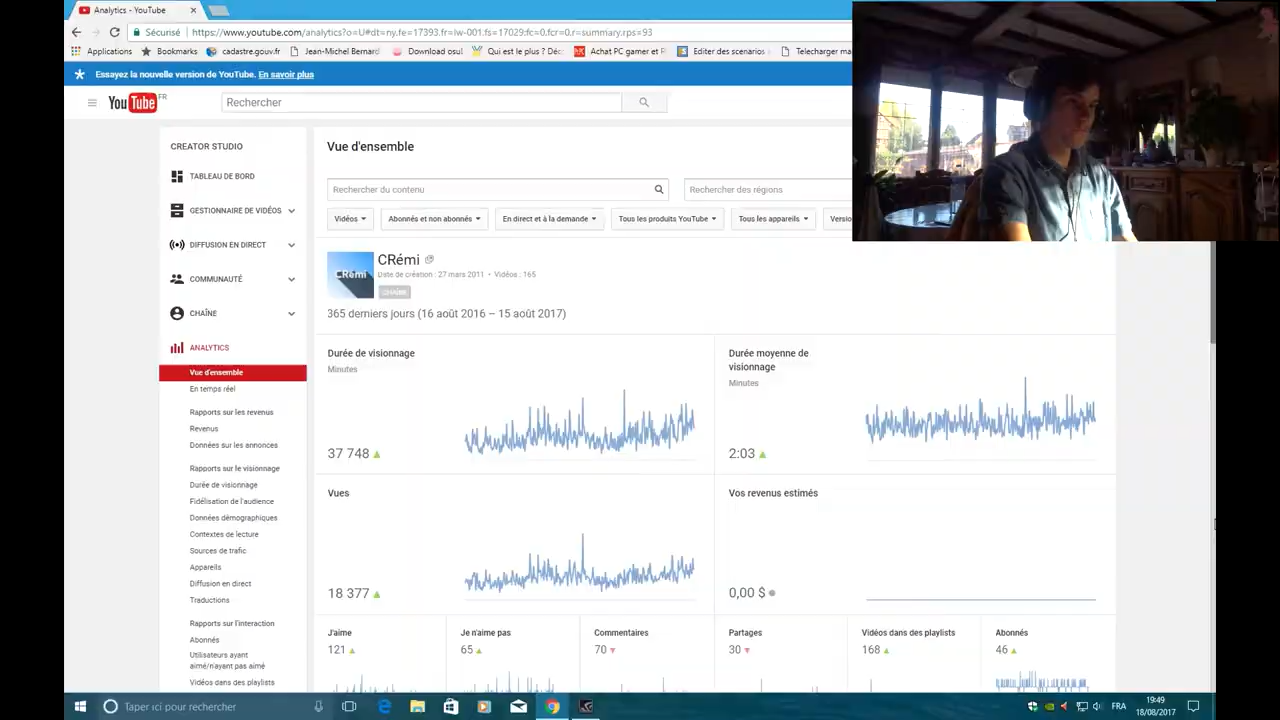 Analytics - YouTube
Sécurisé https://www.youtube.com/analytics?o=U#dt=ny,fe=17393,fr=lw-001,fs=17029;fc=0,fcr=0,r=summary,rps=93
Applications Bookmarks cadastre.gouv.fr Jean-Michel Bernard Download osu! Qui est le plus ? Déc Achat PC gamer et P Editer des scenarios Telecharger ma
Essayez la nouvelle version de YouTube. En savoir plus
YouTube FR Rechercher
CREATOR STUDIO
TABLEAU DE BORD
GESTIONNAIRE DE VIDÉOS
DIFFUSION EN DIRECT
COMMUNAUTÉ
CHAÎNE
ANALYTICS
Vue d'ensemble
En temps réel
Rapports sur les revenus
Revenus
Données sur les annonces
Rapports sur le visionnage
Durée de visionnage
Fidélisation de l'audience
Données démographiques
Contextes de lecture
Sources de trafic
Appareils
Diffusion en direct
Traductions
Rapports sur l'interaction
Abonnés
Utilisateurs ayant
aimé/n'ayant pas aimé
Vidéos dans des playlists
Vue d'ensemble
Rechercher du contenu Rechercher des régions
Vidéos Abonnés et non abonnés En direct et à la demande Tous les produits YouTube Tous les appareils Versio
CRémi
CRémi
Date de création : 27 mars 2011 • Vidéos : 165
CHAÎNE
365 derniers jours (16 août 2016 – 15 août 2017)
Durée de visionnage
Minutes
37 748
Durée moyenne de
visionnage
Minutes
2:03
Vues
18 377
Vos revenus estimés
0,00 $
J'aime Je n'aime pas Commentaires Partages Vidéos dans des playlists Abonnés
121 65 70 30 168 46
Taper ici pour rechercher
FRA
19:49
18/08/2017